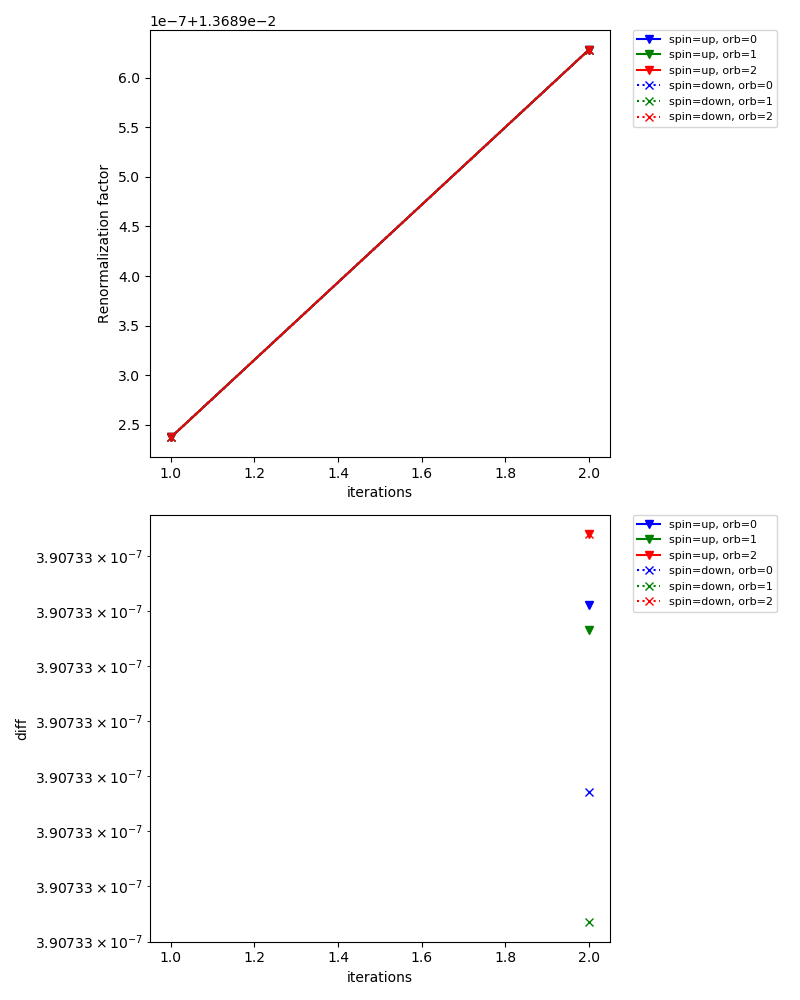 1e−7+1.3689e−2
6.0
5.5
5.0
4.5
4.0
3.5
3.0
2.5
Renormalization factor
1.0 1.2 1.4 1.6 1.8 2.0
iterations
spin=up, orb=0
spin=up, orb=1
spin=up, orb=2
spin=down, orb=0
spin=down, orb=1
spin=down, orb=2
3.90733 × 10⁻⁷
3.90733 × 10⁻⁷
3.90733 × 10⁻⁷
3.90733 × 10⁻⁷
3.90733 × 10⁻⁷
3.90733 × 10⁻⁷
3.90733 × 10⁻⁷
3.90733 × 10⁻⁷
diff
1.0 1.2 1.4 1.6 1.8 2.0
iterations
spin=up, orb=0
spin=up, orb=1
spin=up, orb=2
spin=down, orb=0
spin=down, orb=1
spin=down, orb=2